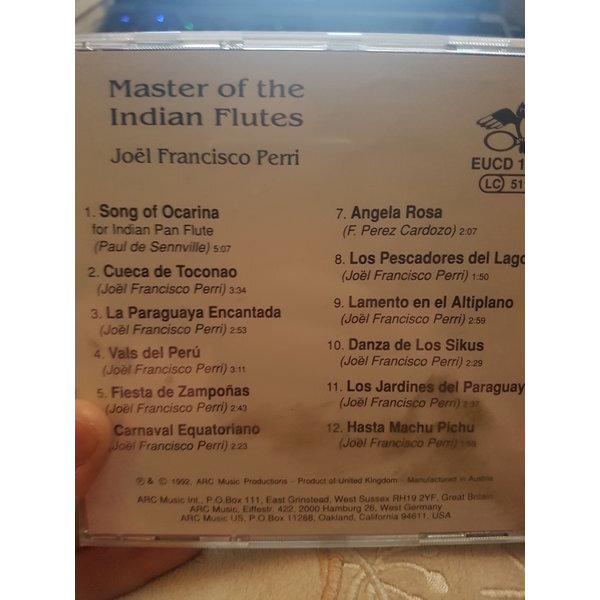 Master of the
Indian Flutes
Joël Francisco Perri
EUCD
LC
1. Song of Ocarina
for Indian Pan Flute
(Paul de Sennville) 5:07
2. Cueca de Toconao
(Joël Francisco Perri) 3:34
3. La Paraguaya Encantada
(Joël Francisco Perri) 2:53
4. Vals del Perú
(Joël Francisco Perri) 3:11
5. Fiesta de Zampoñas
(Joël Francisco Perri) 2:43
Carnaval Equatoriano
(Joël Francisco Perri) 2:23
7. Angela Rosa
(F. Perez Cardozo) 2:07
8. Los Pescadores del Lago
(Joël Francisco Perri) 1:50
9. Lamento en el Altiplano
(Joël Francisco Perri) 2:59
10. Danza de Los Sikus
(Joël Francisco Perri) 2:29
11. Los Jardines del Paraguay
(Joël Francisco Perri) 2:37
12. Hasta Machu Pichu
(Joël Francisco Perri)
℗ & © 1992, ARC Music Productions - Product of United Kingdom - Manufactured in Austria
ARC Music Int., P.O.Box 111, East Grinstead, West Sussex RH19 2YF, Great Britain
ARC Music, Eiffestr. 422, 2000 Hamburg 26, West Germany
ARC Music US, P.O.Box 11288, Oakland, California 94611, USA